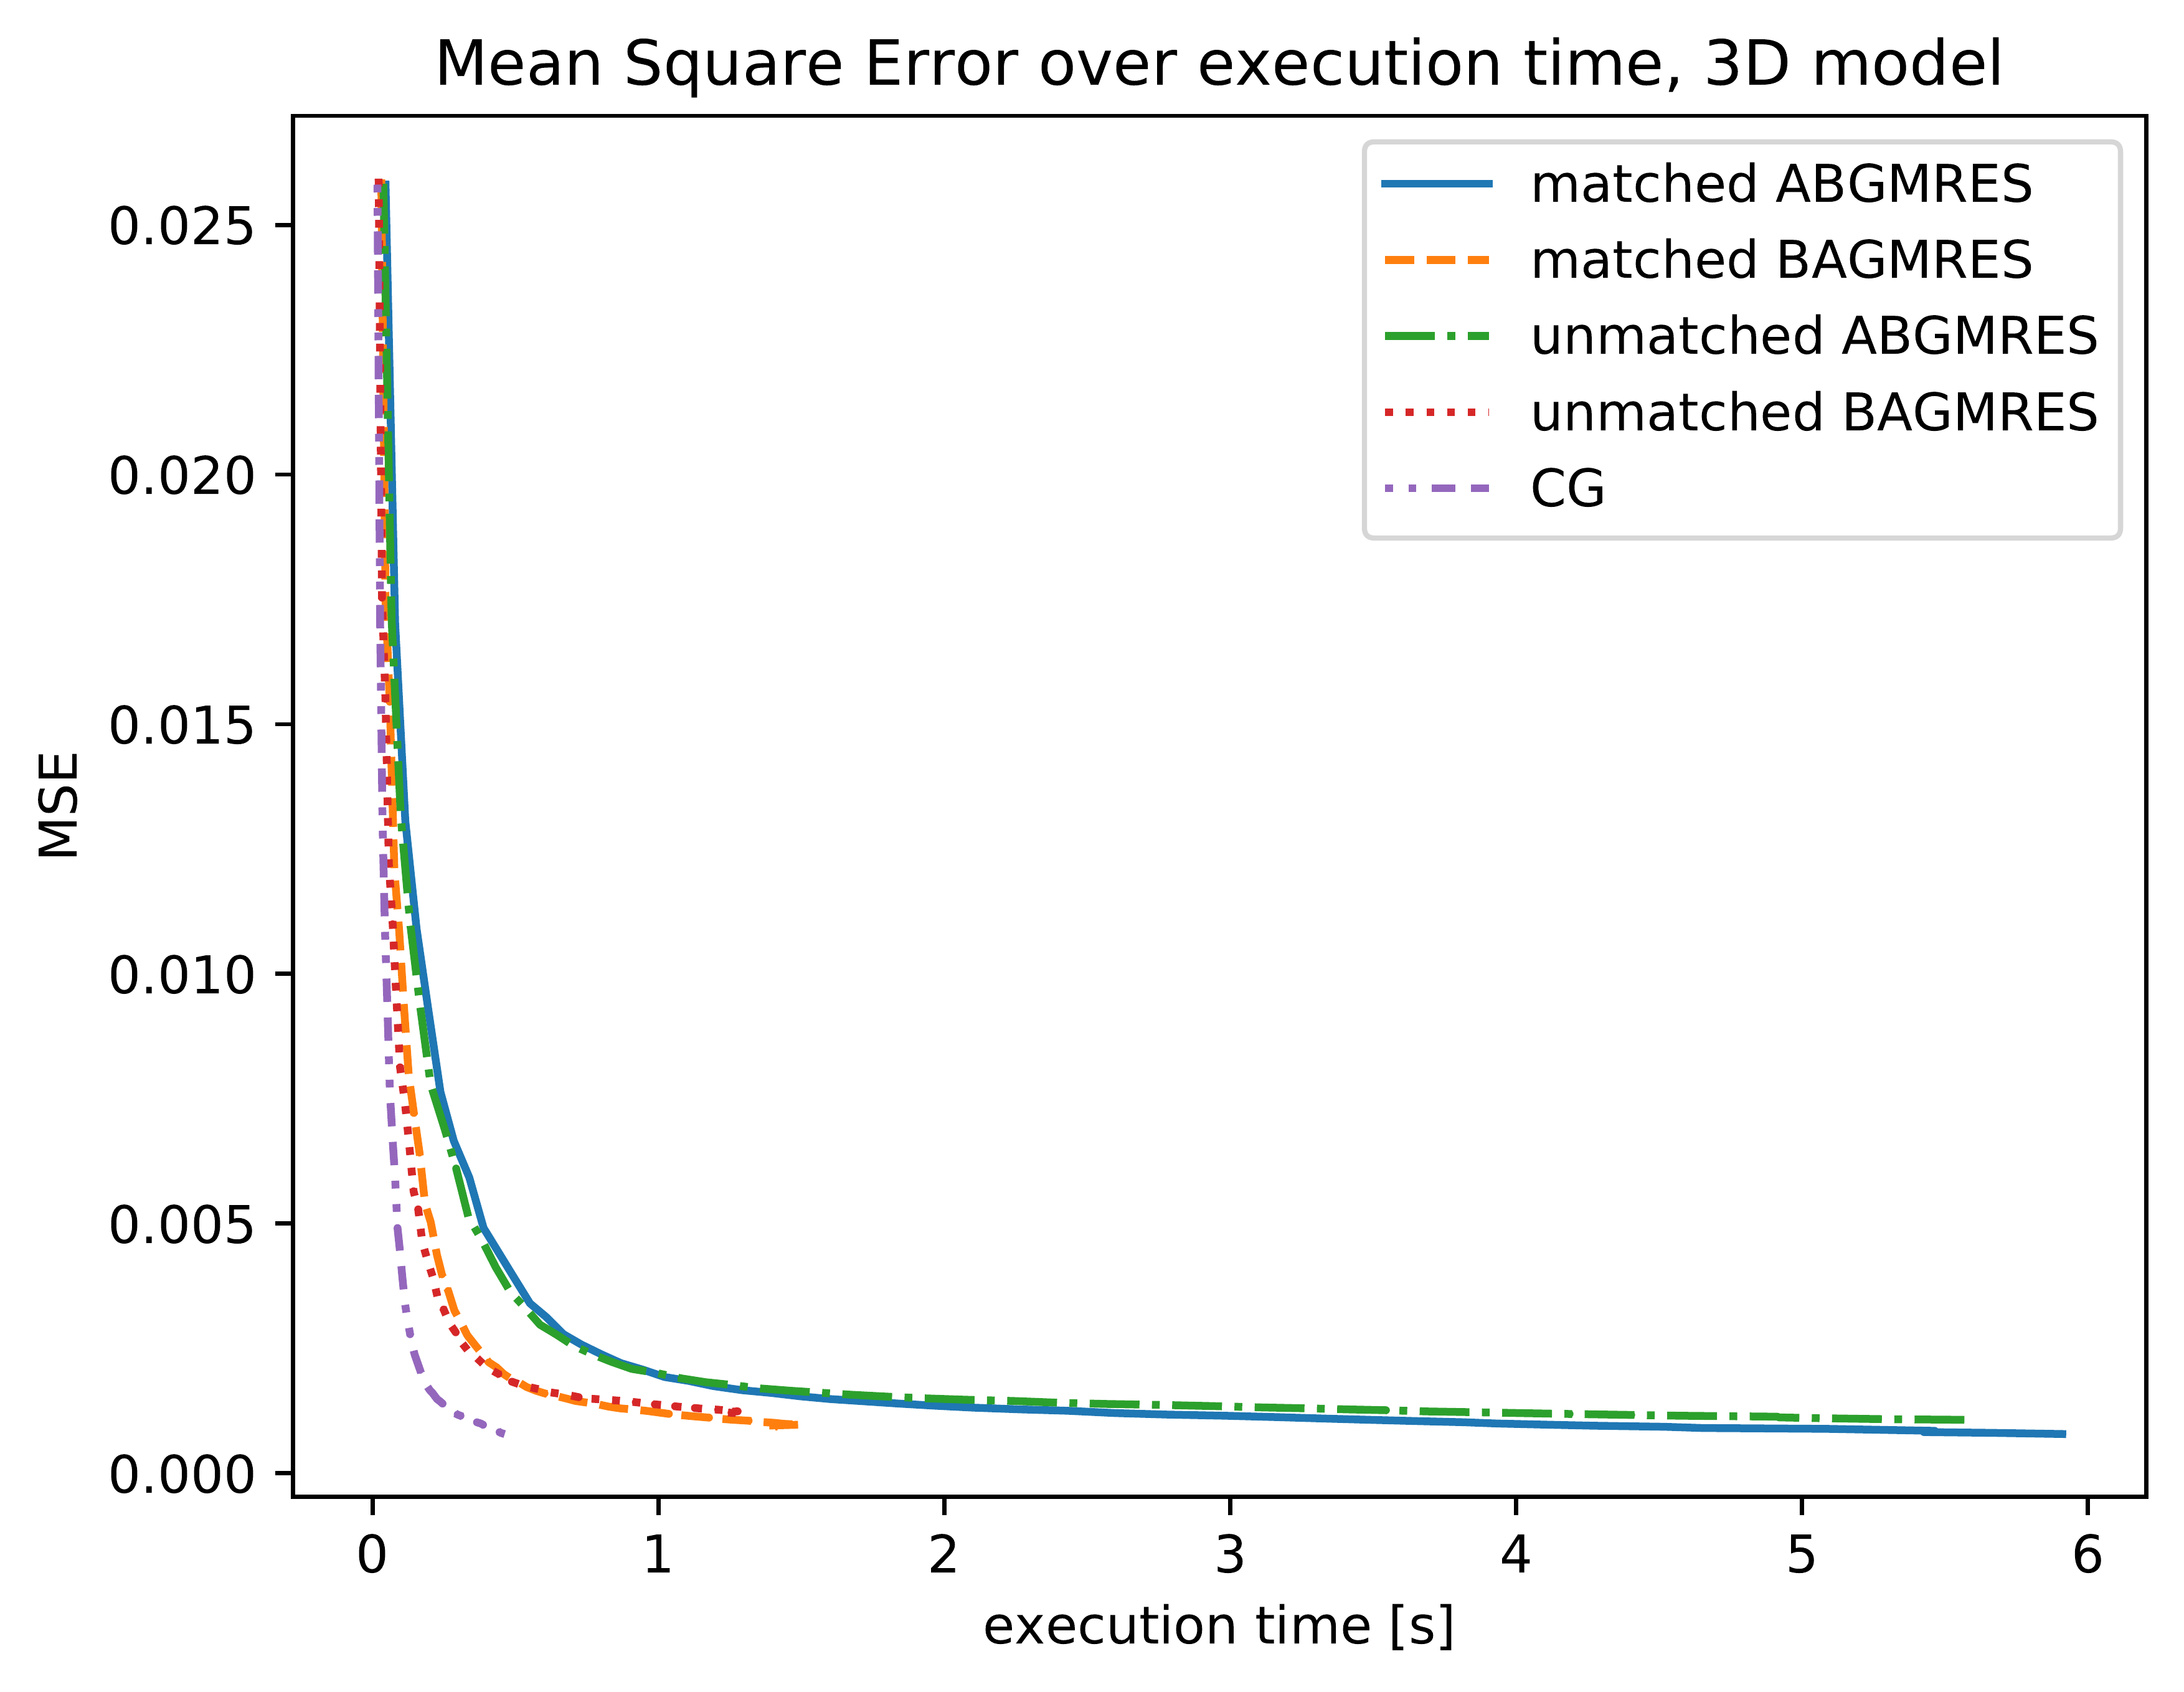 Mean Square Error over execution time, 3D model
matched ABGMRES
matched BAGMRES
unmatched ABGMRES
unmatched BAGMRES
CG
MSE
0.025
0.020
0.015
0.010
0.005
0.000
0 1 2 3 4 5 6
execution time [s]